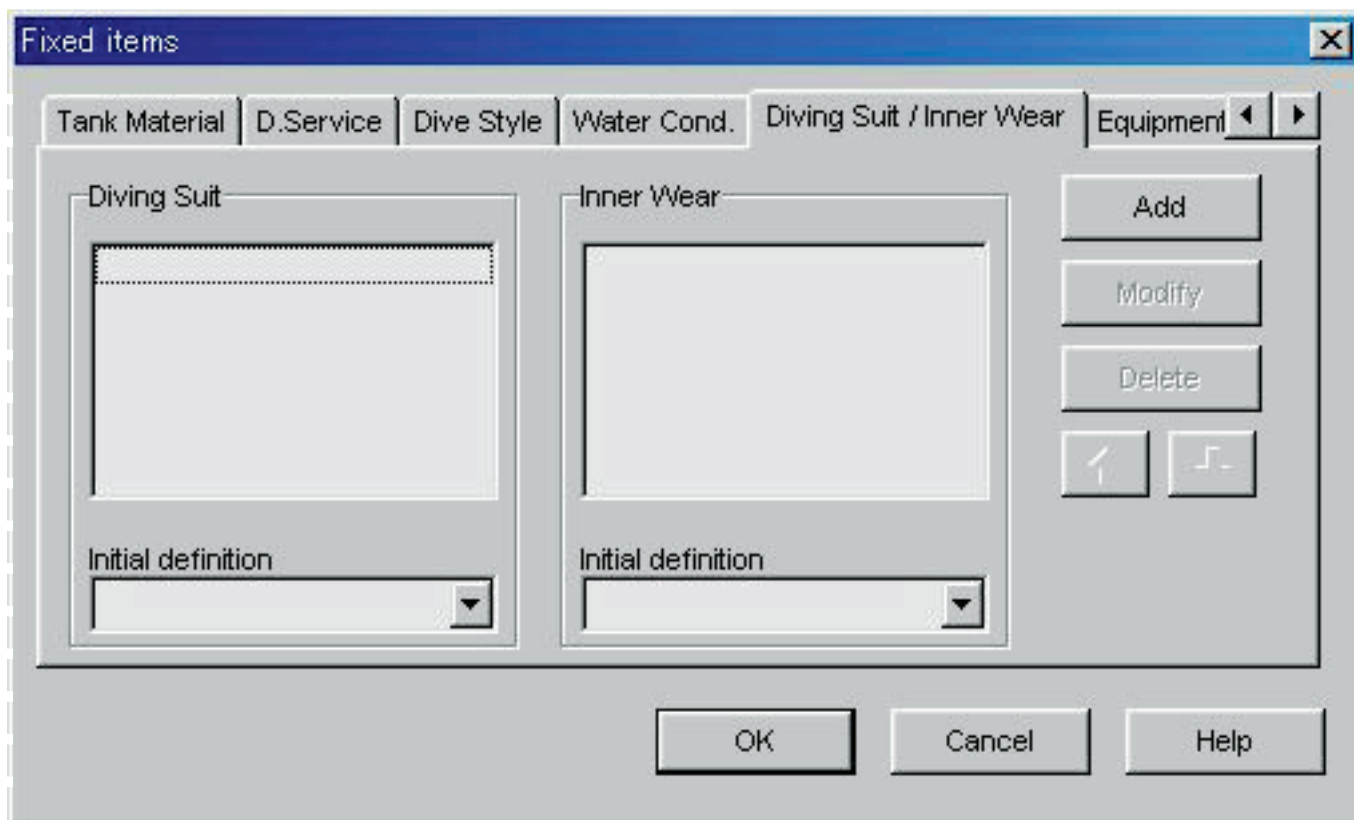 Fixed items
Tank Material D.Service Dive Style Water Cond. Diving Suit / Inner Wear Equipment
Diving Suit Inner Wear
Add
Modify
Delete
Initial definition Initial definition
OK Cancel Help